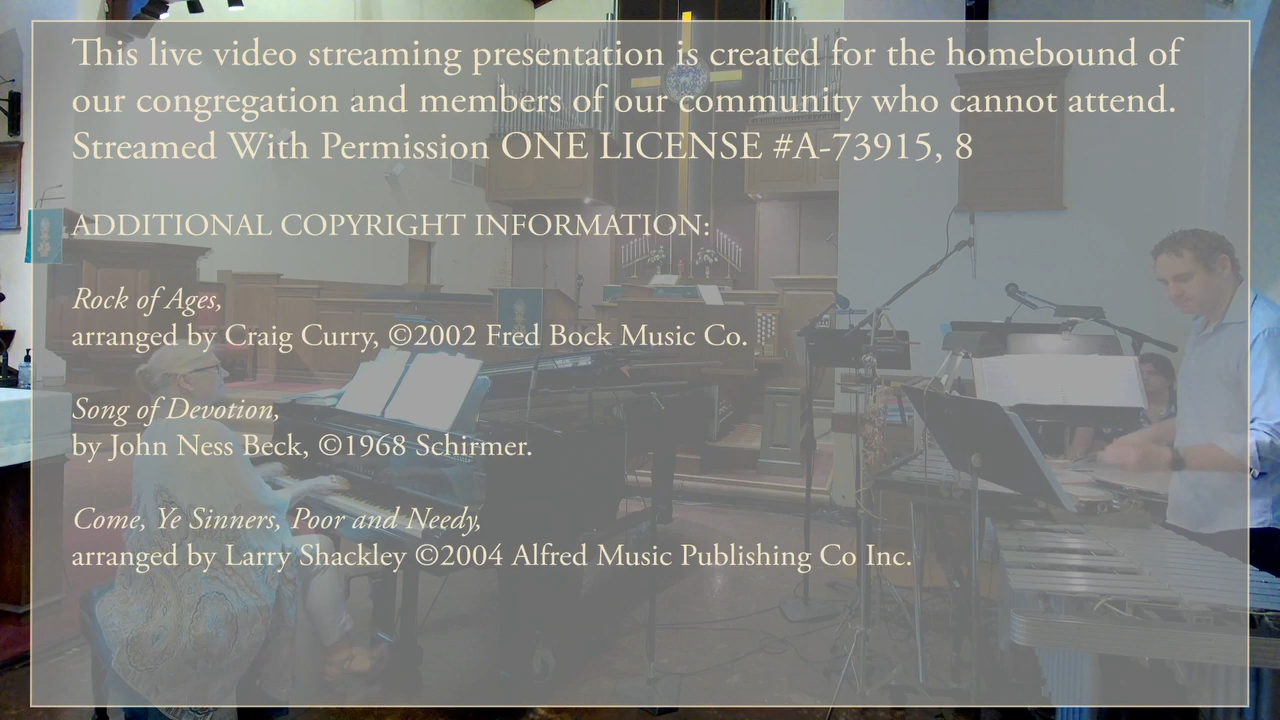 This live video streaming presentation is created for the homebound of
our congregation and members of our community who cannot attend.
Streamed With Permission ONE LICENSE #A-73915, 8
ADDITIONAL COPYRIGHT INFORMATION:
Rock of Ages,
arranged by Craig Curry, ©2002 Fred Bock Music Co.
Song of Devotion,
by John Ness Beck, ©1968 Schirmer.
Come, Ye Sinners, Poor and Needy,
arranged by Larry Shackley ©2004 Alfred Music Publishing Co Inc.